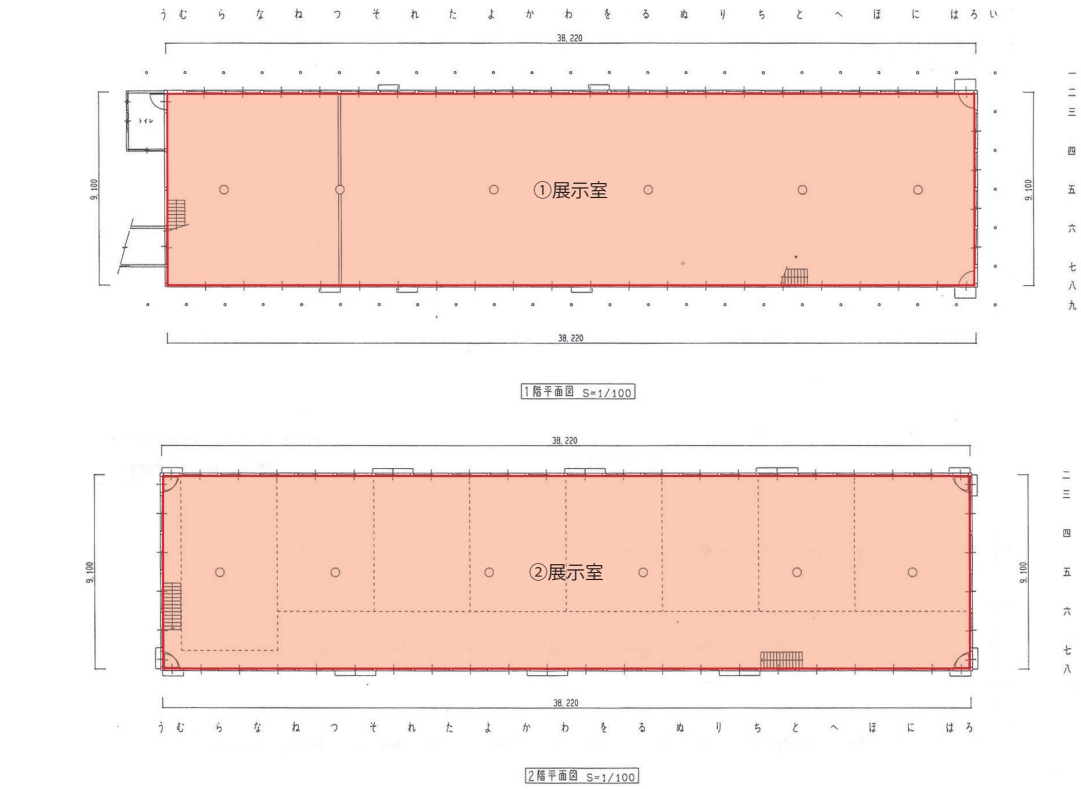 う む ら な ね つ そ れ た よ か わ を る ぬ り ち と へ ほ に は ろ い
38,220
一
二
三
四
五
六
七
八
九
トイレ
9,100
①展示室
9,100
38,220
1階平面図 S=1/100
38,220
二
三
四
五
六
七
八
9,100
②展示室
9,100
38,220
う む ら な ね つ そ れ た よ か わ を る ぬ り ち と へ ほ に は ろ
2階平面図 S=1/100